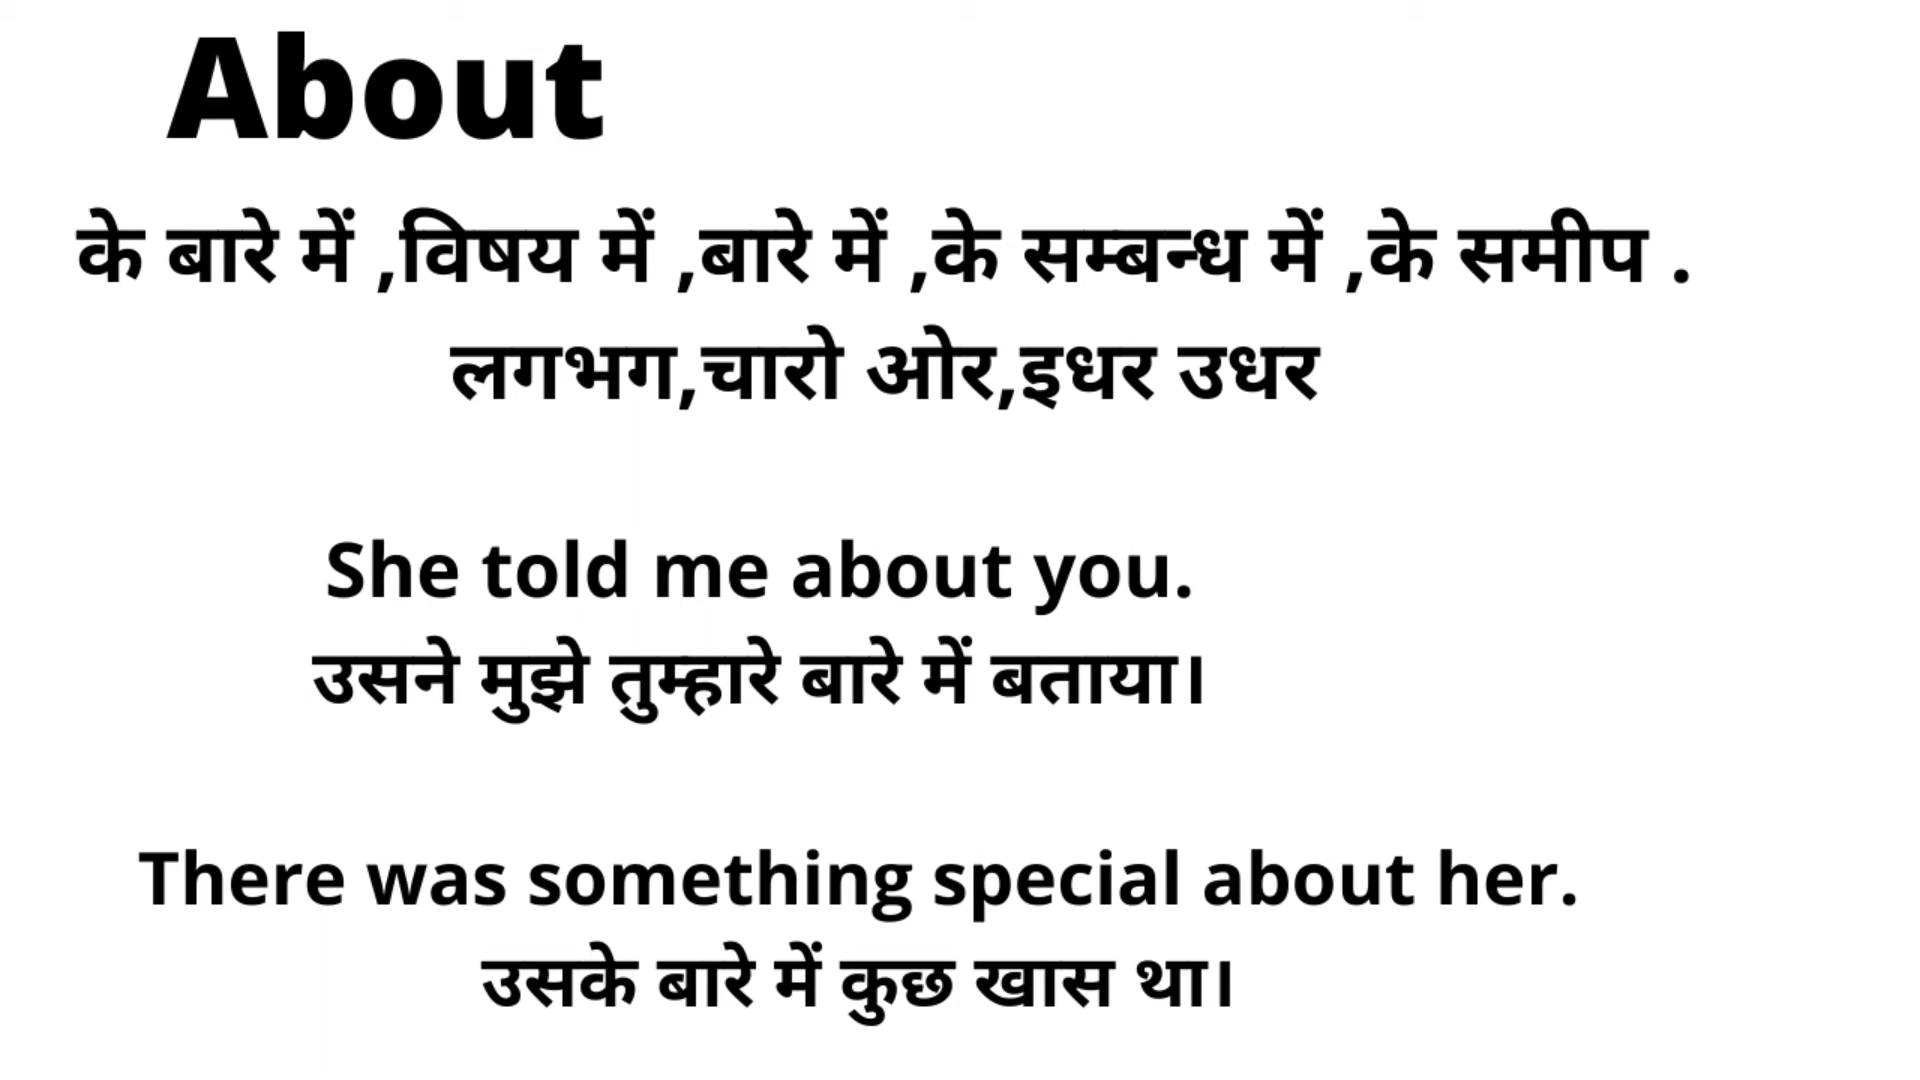 About
के बारे में ,विषय में ,बारे में ,के सम्बन्ध में ,के समीप .
लगभग,चारो ओर,इधर उधर
She told me about you.
उसने मुझे तुम्हारे बारे में बताया।
There was something special about her.
उसके बारे में कुछ खास था।